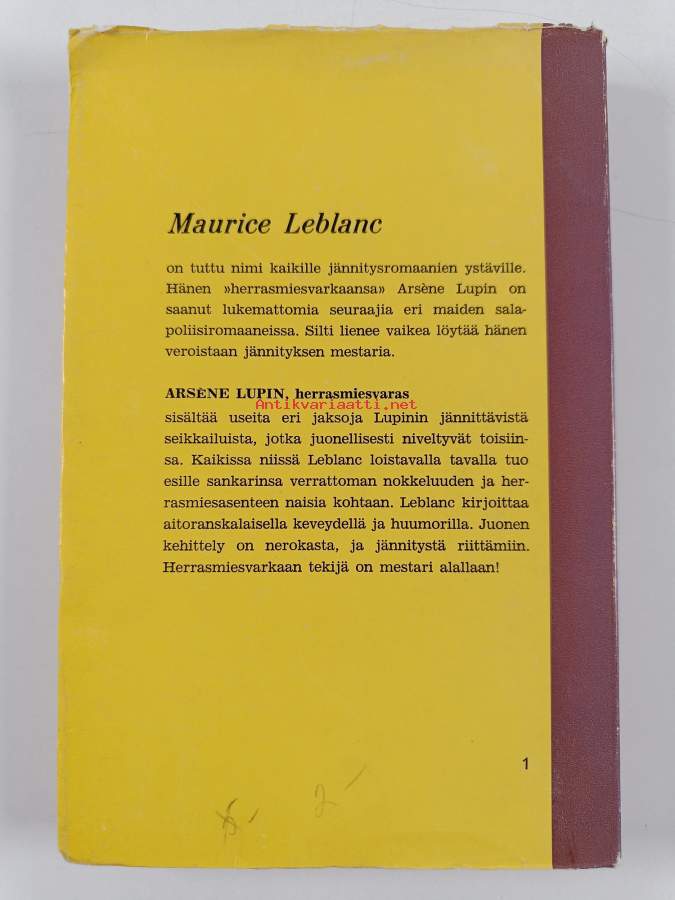 Maurice Leblanc
on tuttu nimi kaikille jännitysromaanien ystäville.
Hänen »herrasmiesvarkaansa» Arsène Lupin on
saanut lukemattomia seuraajia eri maiden sala-
poliisiromaaneissa. Silti lienee vaikea löytää hänen
veroistaan jännityksen mestaria.
ARSÈNE LUPIN, herrasmiesvaras
Antikvariaatti.net
sisältää useita eri jaksoja Lupinin jännittävistä
seikkailuista, jotka juonellisesti niveltyvät toisiin-
sa. Kaikissa niissä Leblanc loistavalla tavalla tuo
esille sankarinsa verrattoman nokkeluuden ja her-
rasmiesasenteen naisia kohtaan. Leblanc kirjoittaa
aitoranskalaisella keveydellä ja huumorilla. Juonen
kehittely on nerokasta, ja jännitystä riittämiin.
Herrasmiesvarkaan tekijä on mestari alallaan!
1
2-